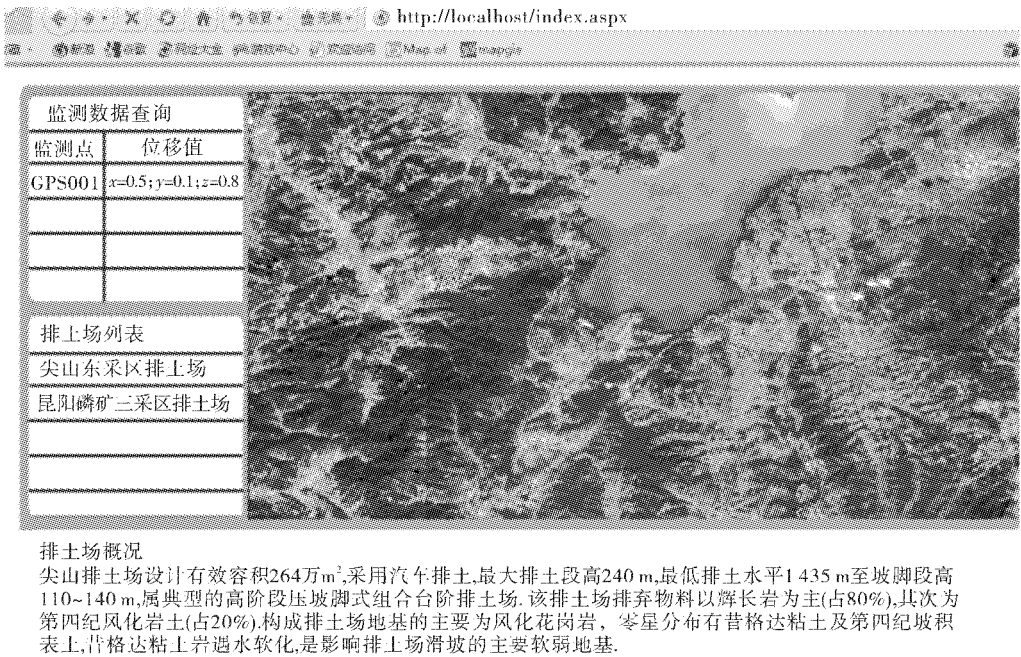 http://localhost/index.aspx
Map of
mapgis
监测数据查询
监测点 位移值
GPS001 x=0.5;y=0.1;z=0.8
排土场列表
尖山东采区排土场
昆阳磷矿三采区排土场
排土场概况
尖山排土场设计有效容积264万m²,采用汽车排土,最大排土段高240 m,最低排土水平1 435 m至坡脚段高
110~140 m,属典型的高阶段压坡脚式组合台阶排土场. 该排土场排弃物料以辉长岩为主(占80%),其次为
第四纪风化岩土(占20%).构成排土场地基的主要为风化花岗岩，零星分布有昔格达粘土及第四纪坡积
表土,昔格达粘土岩遇水软化,是影响排土场滑坡的主要软弱地基.